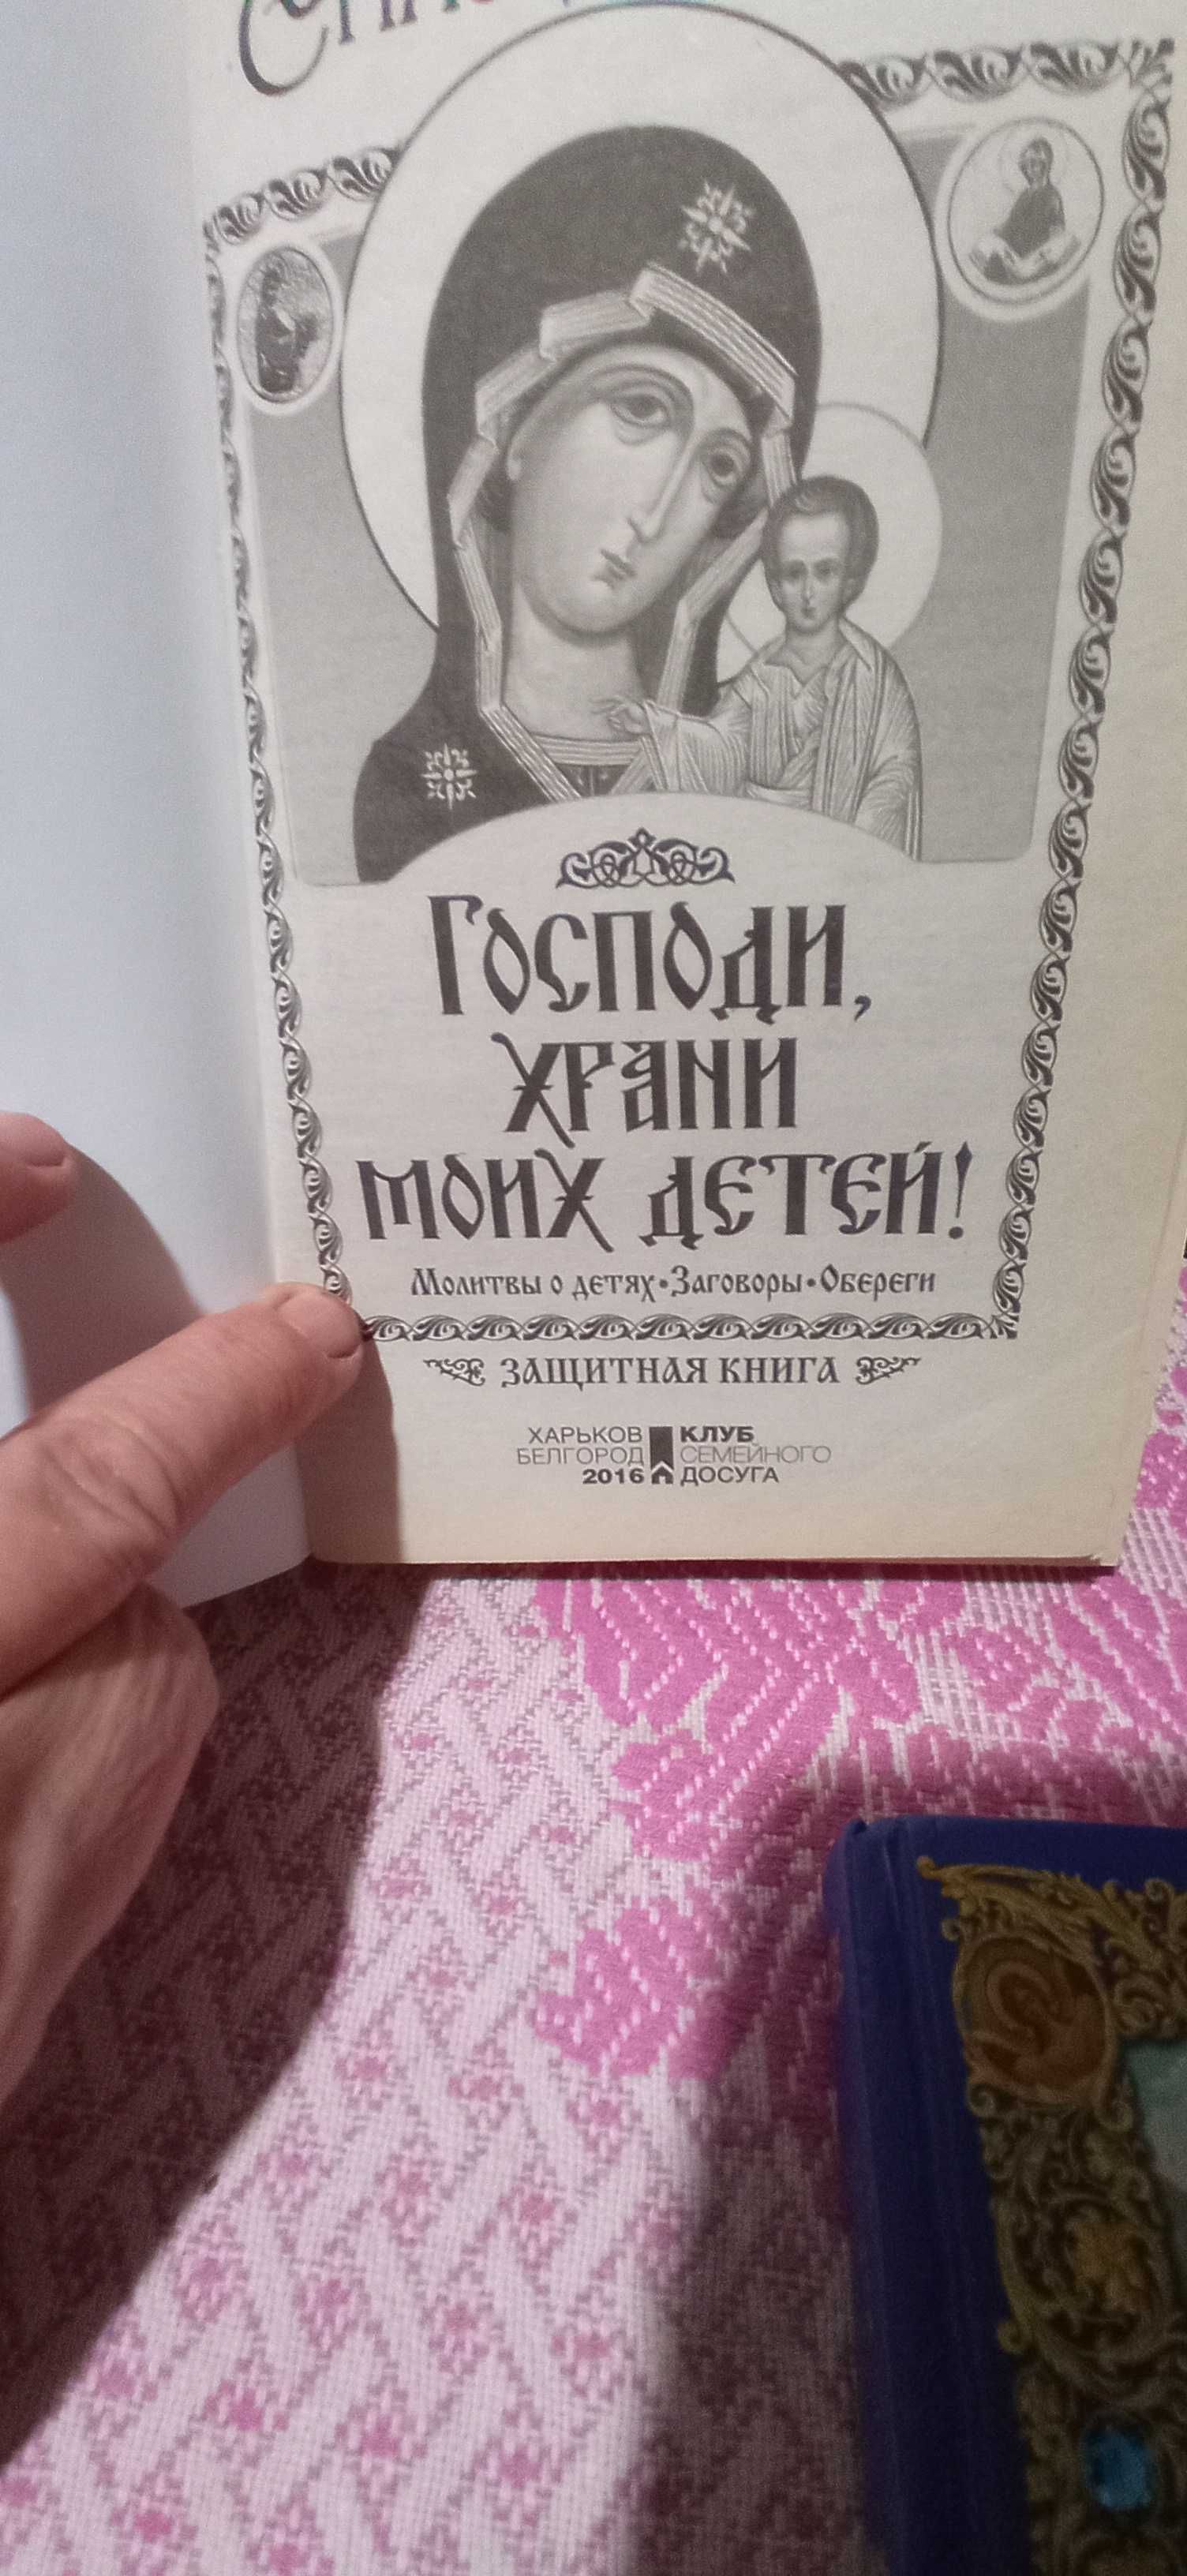 Господи,
храни
моих детей!
Молитвы о детях•Заговоры•Обереги
ЗАЩИТНАЯ КНИГА
ХАРЬКОВ
БЕЛГОРОД
2016
КЛУБ
СЕМЕЙНОГО
ДОСУГА